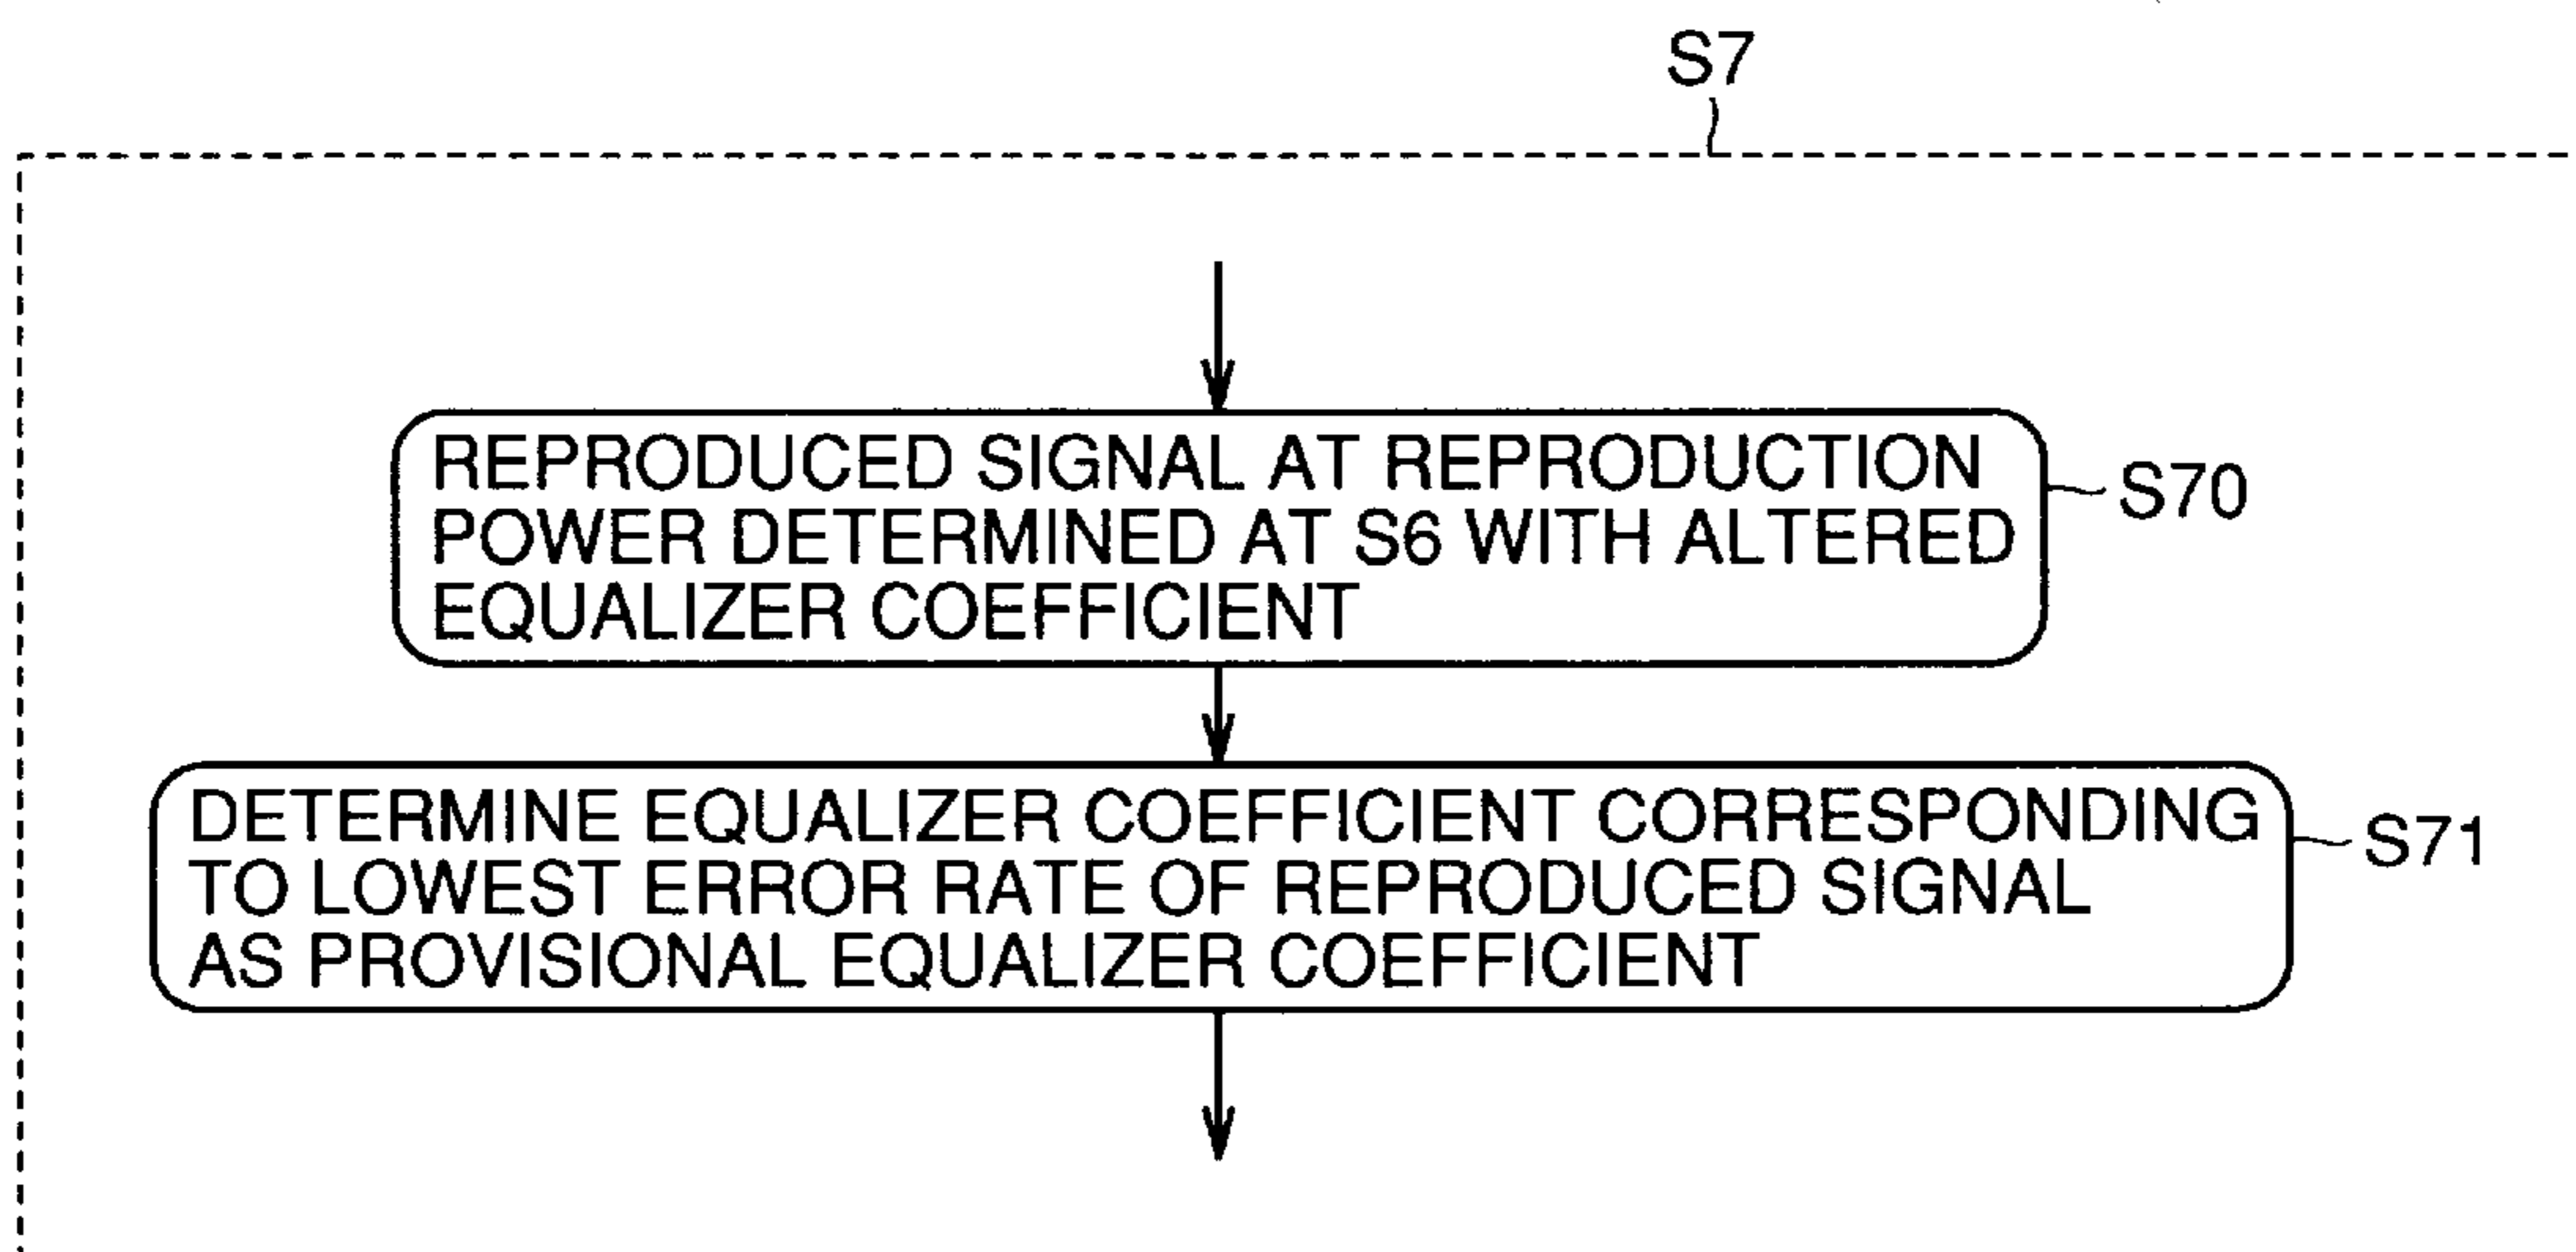 S7
REPRODUCED SIGNAL AT REPRODUCTION
POWER DETERMINED AT S6 WITH ALTERED
EQUALIZER COEFFICIENT
S70
DETERMINE EQUALIZER COEFFICIENT CORRESPONDING
TO LOWEST ERROR RATE OF REPRODUCED SIGNAL
AS PROVISIONAL EQUALIZER COEFFICIENT
S71